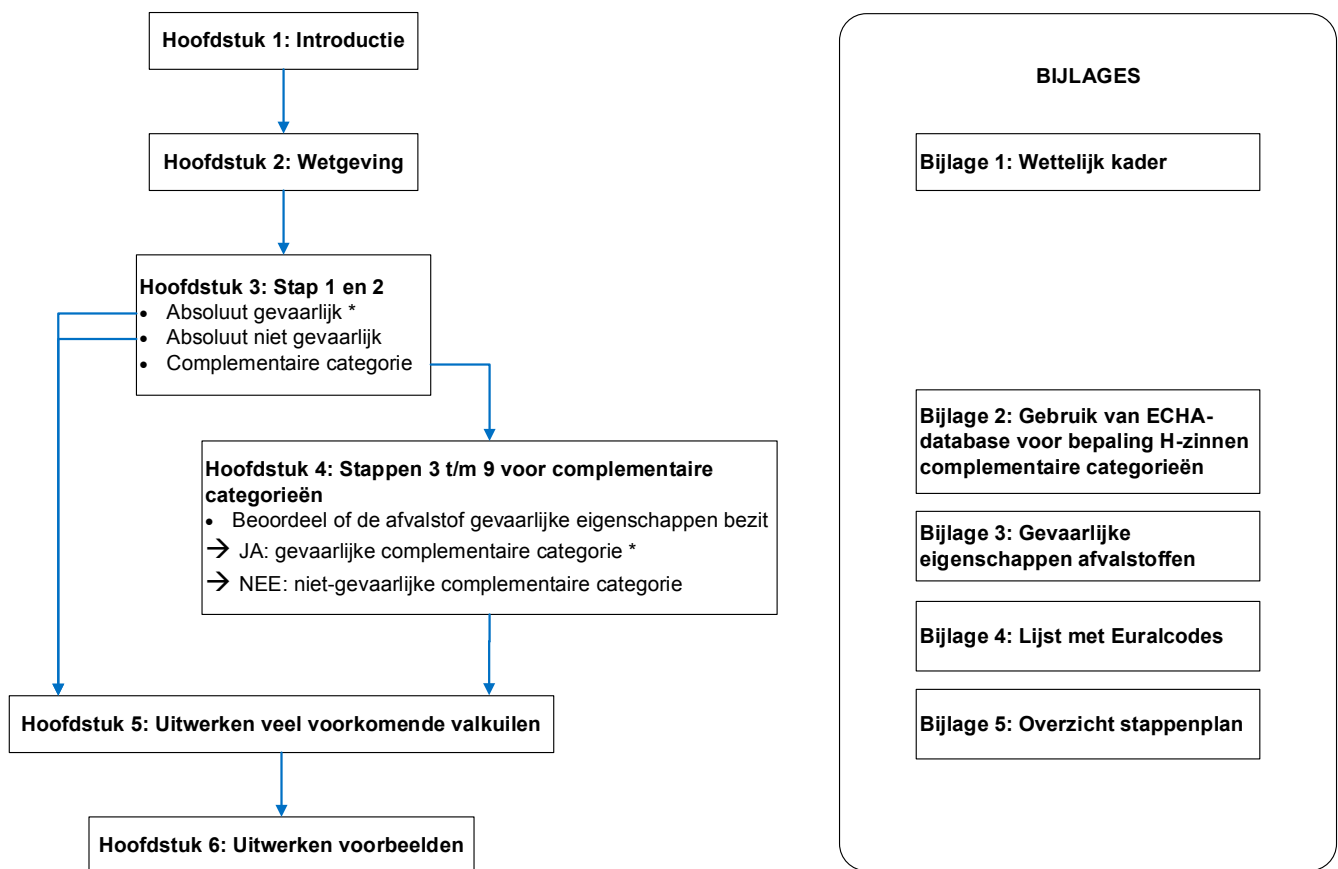 Hoofdstuk 1: Introductie
Hoofdstuk 2: Wetgeving
Hoofdstuk 3: Stap 1 en 2
• Absoluut gevaarlijk *
• Absoluut niet gevaarlijk
• Complementaire categorie
Hoofdstuk 4: Stappen 3 t/m 9 voor complementaire
categorieën
• Beoordeel of de afvalstof gevaarlijke eigenschappen bezit
→ JA: gevaarlijke complementaire categorie *
→ NEE: niet-gevaarlijke complementaire categorie
Hoofdstuk 5: Uitwerken veel voorkomende valkuilen
Hoofdstuk 6: Uitwerken voorbeelden
BIJLAGES
Bijlage 1: Wettelijk kader
Bijlage 2: Gebruik van ECHA-
database voor bepaling H-zinnen
complementaire categorieën
Bijlage 3: Gevaarlijke
eigenschappen afvalstoffen
Bijlage 4: Lijst met Euralcodes
Bijlage 5: Overzicht stappenplan